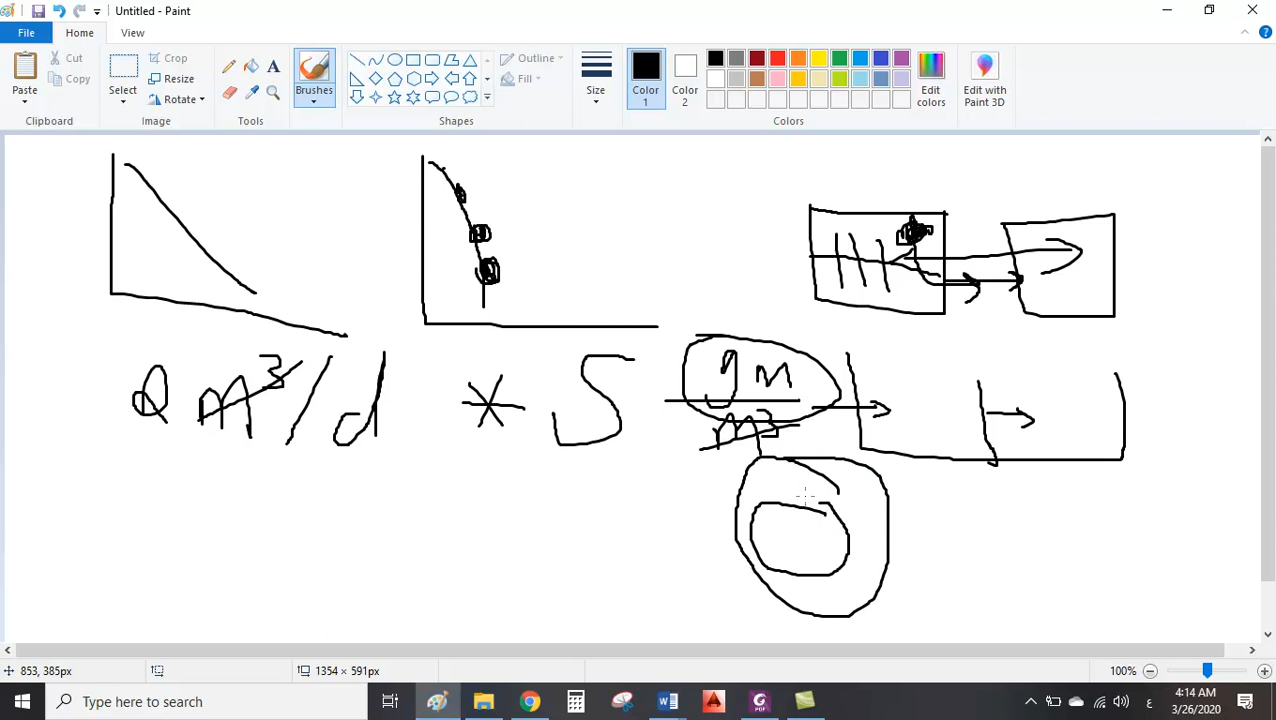 Untitled - Paint
File Home View
Paste
Cut
Copy
Clipboard
Select
Crop
Resize
Rotate
Image
Tools
Brushes
Shapes
Outline
Fill
Size
Color 1
Color 2
Colors
Edit colors
Edit with Paint 3D
Q m³/d * S gm
m³
853, 385px
1354 × 591px
100%
Type here to search
ع
4:14 AM
3/26/2020